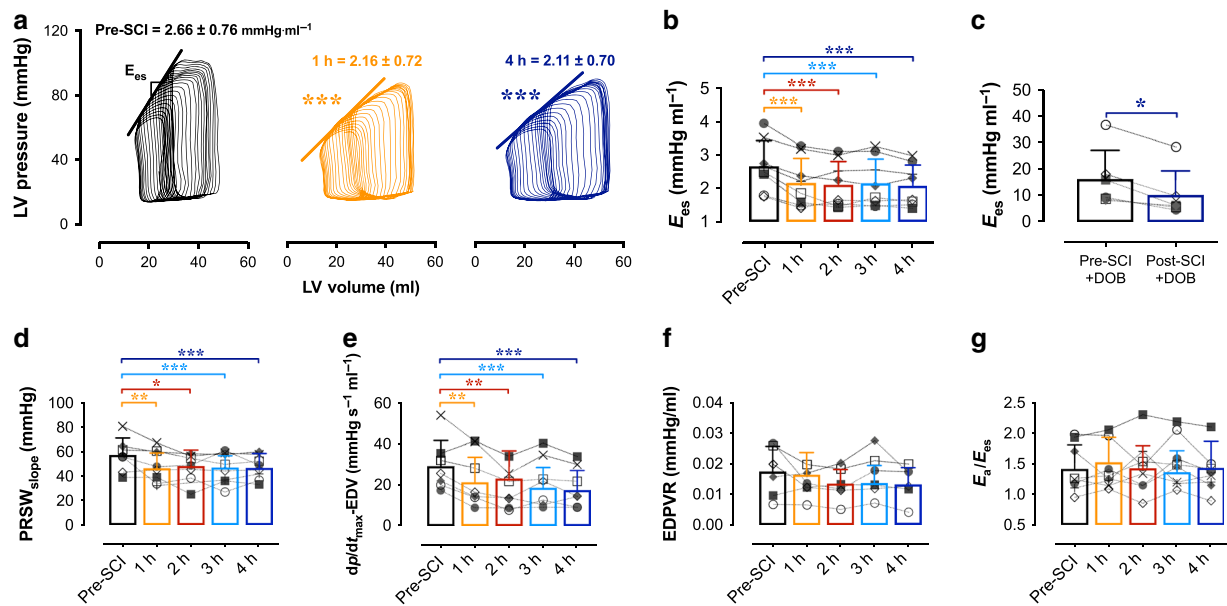 a
Pre-SCI = 2.66 ± 0.76 mmHg·ml⁻¹
1 h = 2.16 ± 0.72
4 h = 2.11 ± 0.70
Ees
***
***
LV pressure (mmHg)
120
80
40
0
0 20 40 60
0 20 40 60
0 20 40 60
LV volume (ml)
b
***
***
***
***
Ees (mmHg ml⁻¹)
5
4
3
2
1
Pre-SCI 1 h 2 h 3 h 4 h
c
*
Ees (mmHg ml⁻¹)
50
40
30
20
10
0
Pre-SCI +DOB
Post-SCI +DOB
d
***
***
*
**
PRSWslope (mmHg)
100
80
60
40
20
0
Pre-SCI 1 h 2 h 3 h 4 h
e
***
***
**
**
dp/dtmax-EDV (mmHg s⁻¹ ml⁻¹)
60
40
20
0
Pre-SCI 1 h 2 h 3 h 4 h
f
EDPVR (mmHg/ml)
0.04
0.03
0.02
0.01
0.00
Pre-SCI 1 h 2 h 3 h 4 h
g
Ea/Ees
2.5
2.0
1.5
1.0
0.5
Pre-SCI 1 h 2 h 3 h 4 h